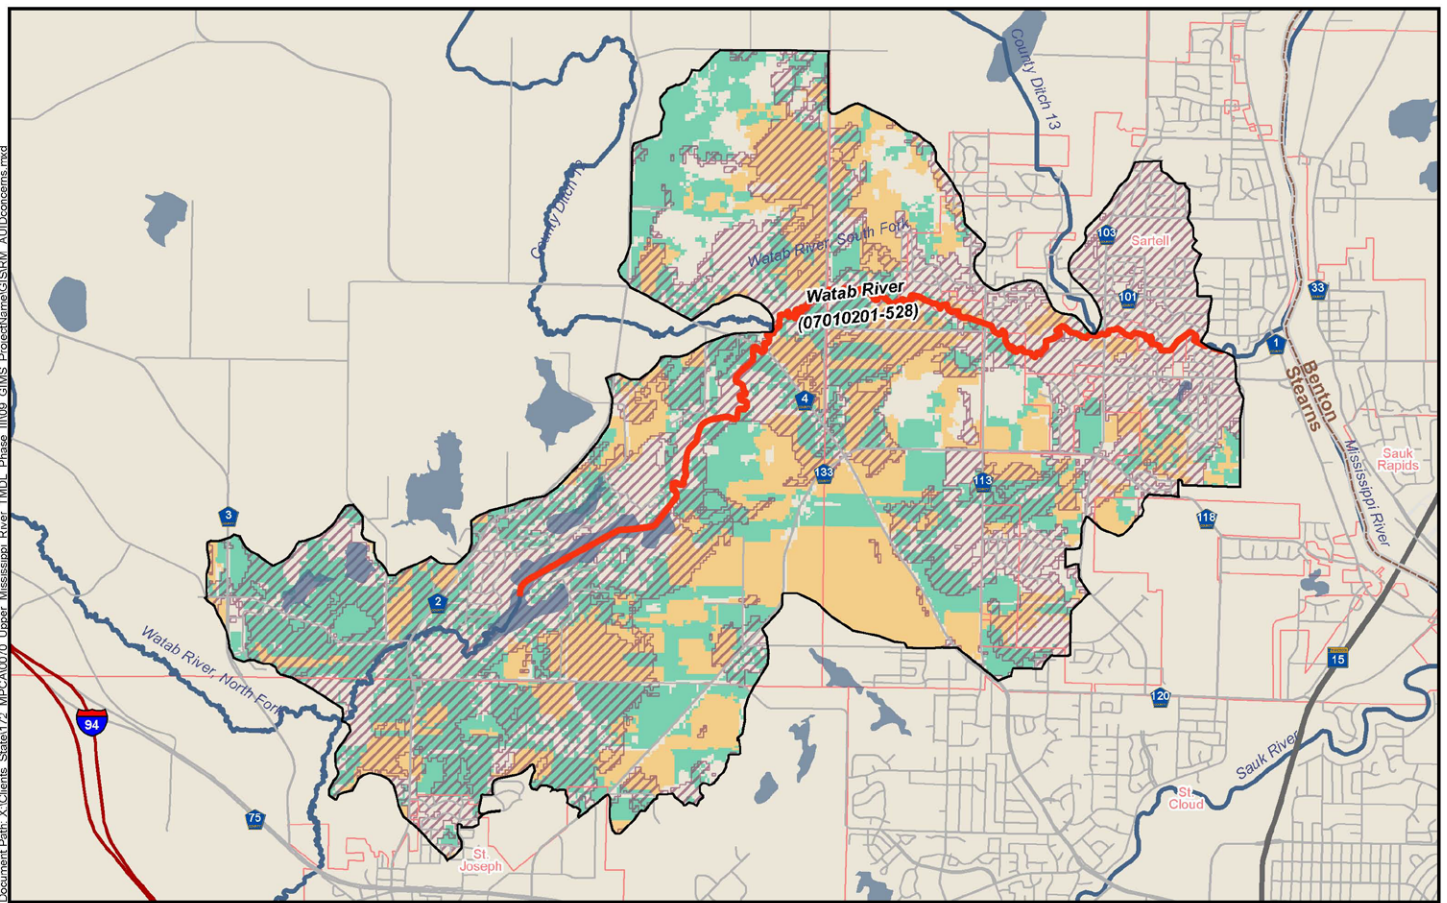 County Ditch 13
County Ditch 13
103
Sartell
Watab River, South Fork
101
33
Watab River
(07010201-528)
1
Benton
Stearns
4
Mississippi River
Sauk
Rapids
133
113
3
118
2
Watab River, North Fork
15
94
120
Sauk River
St.
Cloud
75
St.
Joseph